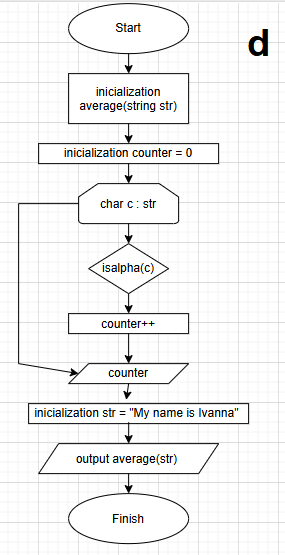 Start
d
inicialization
average(string str)
inicialization counter = 0
char c : str
isalpha(c)
counter++
counter
inicialization str = "My name is Ivanna"
output average(str)
Finish